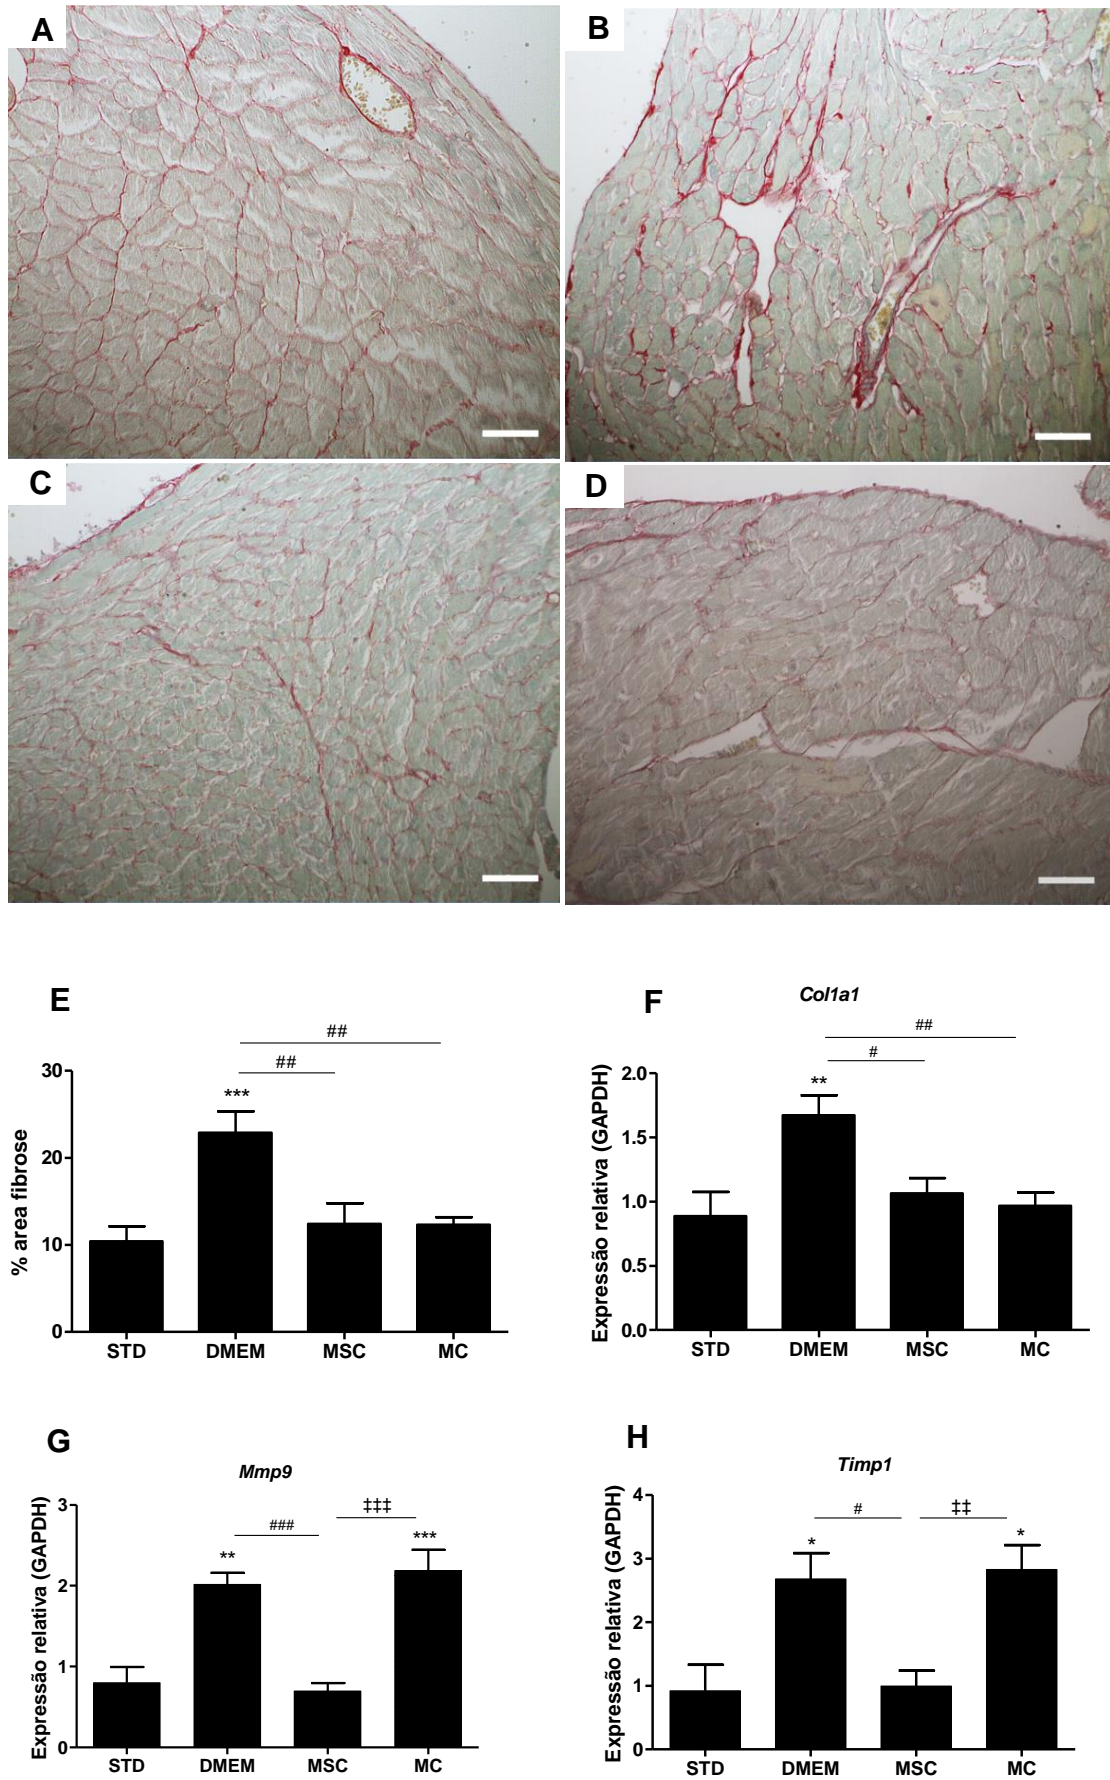 A
B
C
D
E
##
##
***
% area fibrose
30
20
10
0
STD DMEM MSC MC
F
Col1a1
##
#
**
Expressão relativa (GAPDH)
2.0
1.5
1.0
0.5
0.0
STD DMEM MSC MC
G
Mmp9
‡‡‡
###
***
**
Expressão relativa (GAPDH)
3
2
1
0
STD DMEM MSC MC
H
Timp1
# ‡‡
* *
Expressão relativa (GAPDH)
4
3
2
1
0
STD DMEM MSC MC